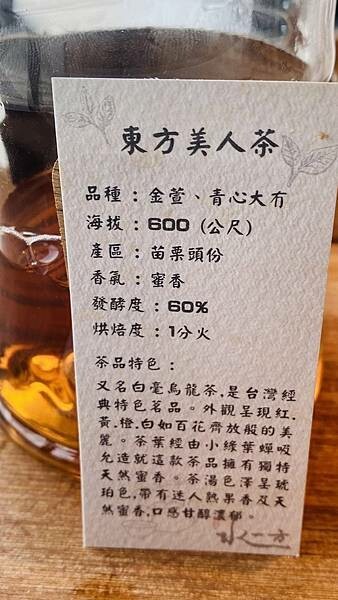 東方美人茶
品種：金萱、青心大冇
海拔：600 (公尺)
產區：苗栗頭份
香氣：蜜香
發酵度：60%
烘焙度：1分火
茶品特色：
又名白毫烏龍茶，是台灣經
典特色名品。外觀呈現紅.
黃.橙.白如百花齊放般的美
麗。茶葉經由小綠葉蟬吸
允造就這款茶品擁有獨特
天然蜜香。茶湯色澤呈琥
珀色,帶有迷人熟果香及天
然蜜香,口感甘醇濃郁。